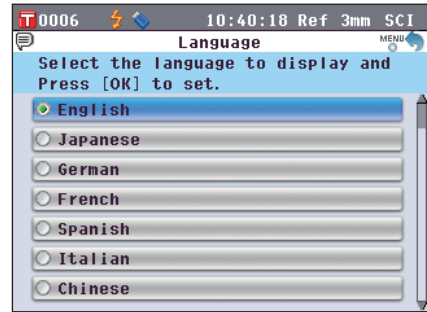 T 0006 10:40:18 Ref 3mm SCI
Language MENU
Select the language to display and
Press [OK] to set.
English
Japanese
German
French
Spanish
Italian
Chinese